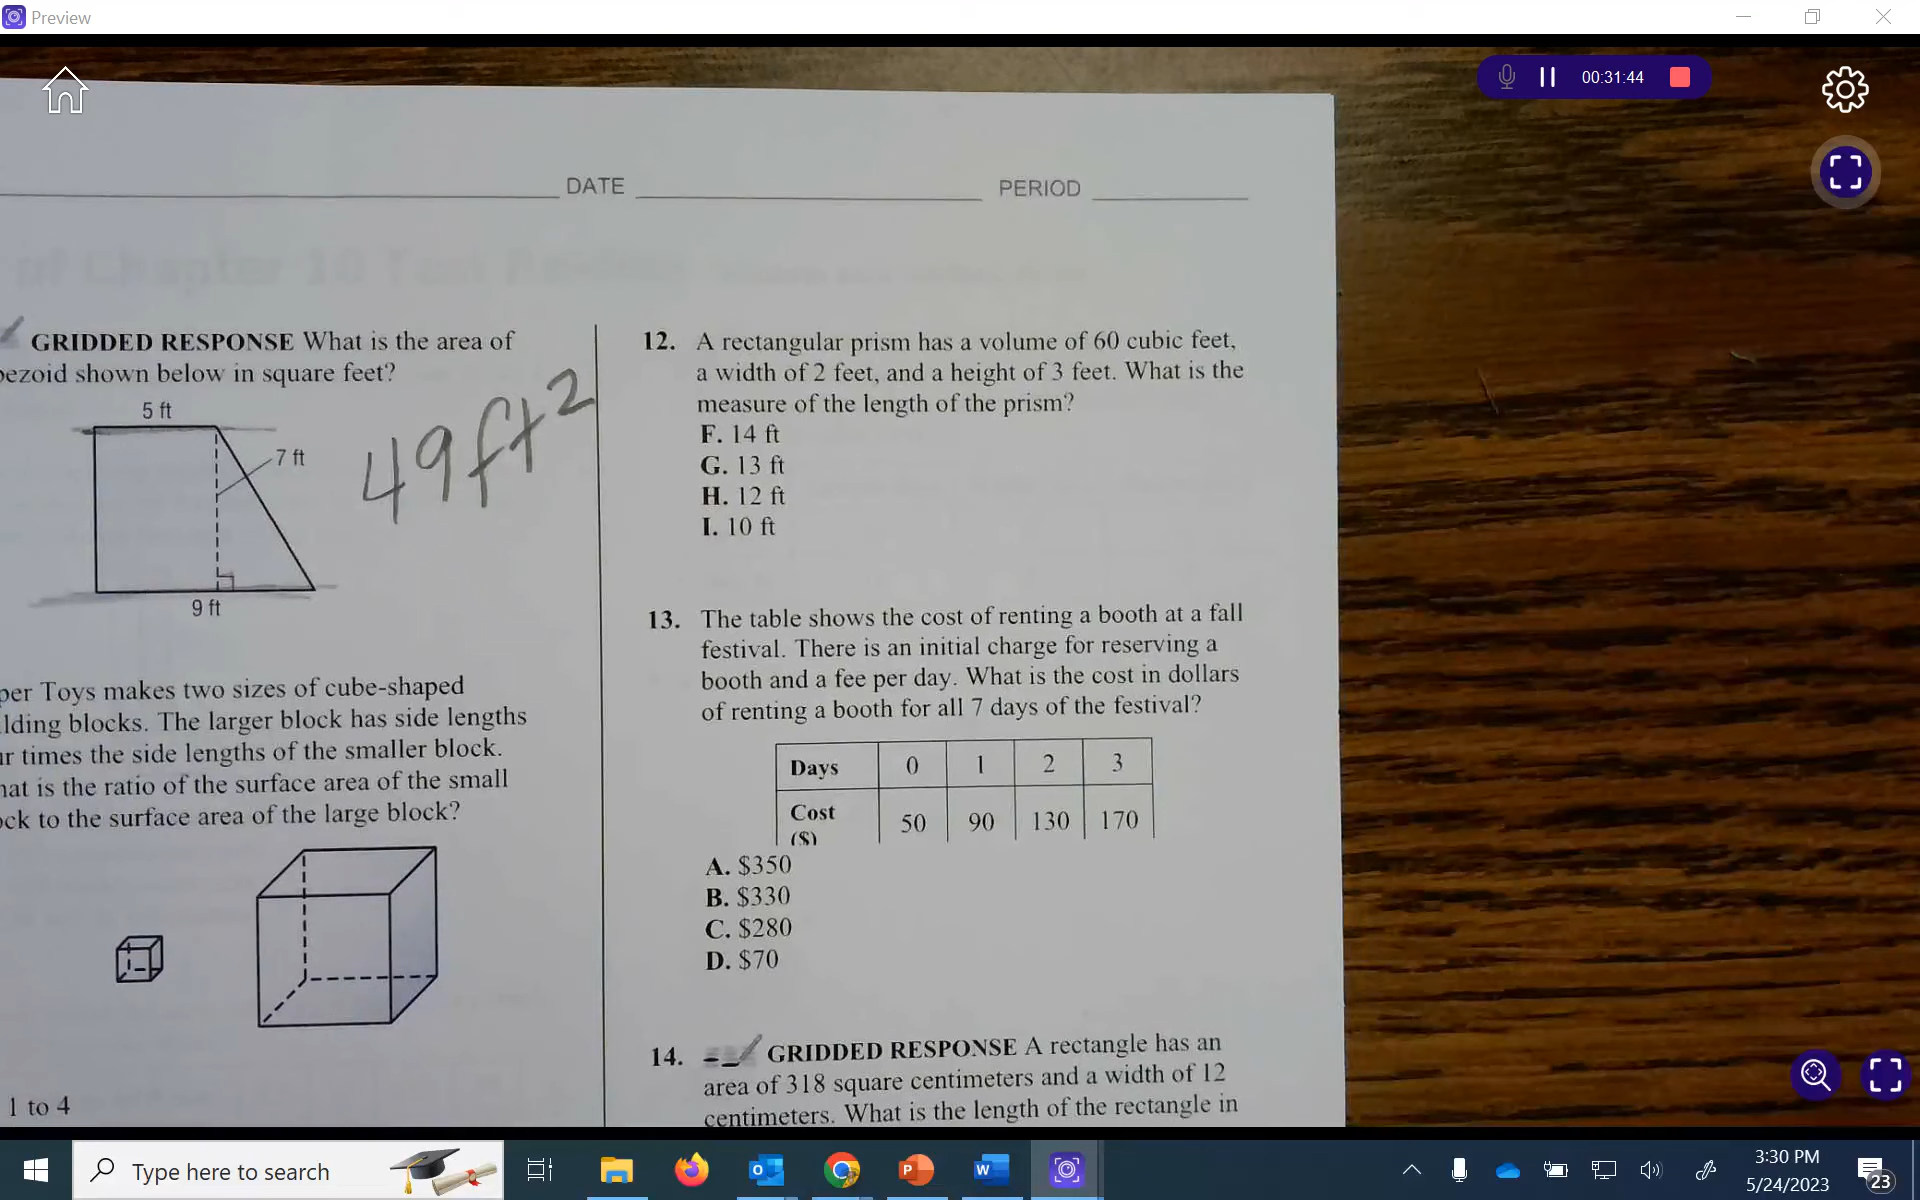 Preview
00:31:44
DATE
PERIOD
GRIDDED RESPONSE What is the area of
pezoid shown below in square feet?
5 ft
7 ft
9 ft
49 ft²
per Toys makes two sizes of cube-shaped
lding blocks. The larger block has side lengths
ur times the side lengths of the smaller block.
hat is the ratio of the surface area of the small
ock to the surface area of the large block?
1 to 4
12. A rectangular prism has a volume of 60 cubic feet,
a width of 2 feet, and a height of 3 feet. What is the
measure of the length of the prism?
F. 14 ft
G. 13 ft
H. 12 ft
I. 10 ft
13. The table shows the cost of renting a booth at a fall
festival. There is an initial charge for reserving a
booth and a fee per day. What is the cost in dollars
of renting a booth for all 7 days of the festival?
Days 0 1 2 3
Cost ($) 50 90 130 170
A. $350
B. $330
C. $280
D. $70
14. GRIDDED RESPONSE A rectangle has an
area of 318 square centimeters and a width of 12
centimeters. What is the length of the rectangle in
Type here to search
3:30 PM
5/24/2023
23